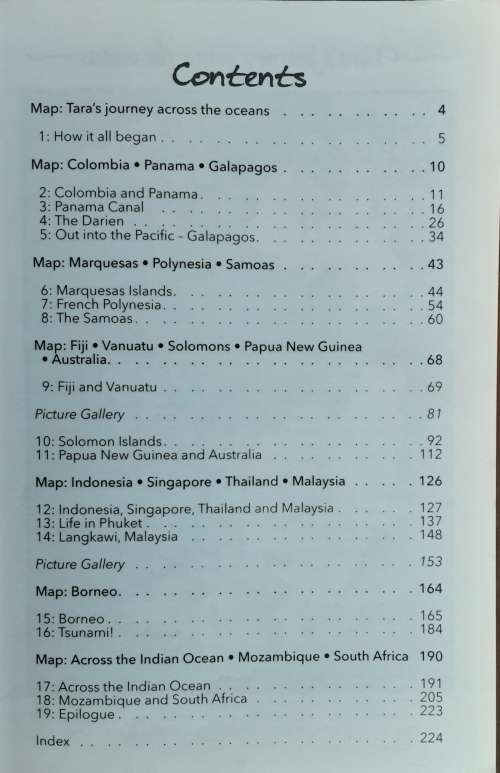 Contents
Map: Tara's journey across the oceans . . . . . . . . . . 4
1: How it all began . . . . . . . . . . . . . . . . . 5
Map: Colombia • Panama • Galapagos . . . . . . . . . . 10
2: Colombia and Panama. . . . . . . . . . . . . . . 11
3: Panama Canal . . . . . . . . . . . . . . . . . 16
4: The Darien . . . . . . . . . . . . . . . . . . 26
5: Out into the Pacific - Galapagos. . . . . . . . . . . 34
Map: Marquesas • Polynesia • Samoas . . . . . . . . . . 43
6: Marquesas Islands. . . . . . . . . . . . . . . . 44
7: French Polynesia. . . . . . . . . . . . . . . . . 54
8: The Samoas. . . . . . . . . . . . . . . . . . . 60
Map: Fiji • Vanuatu • Solomons • Papua New Guinea
• Australia. . . . . . . . . . . . . . . . . . . . 68
9: Fiji and Vanuatu . . . . . . . . . . . . . . . . . 69
Picture Gallery . . . . . . . . . . . . . . . . . . 81
10: Solomon Islands. . . . . . . . . . . . . . . . . 92
11: Papua New Guinea and Australia . . . . . . . . . . 112
Map: Indonesia • Singapore • Thailand • Malaysia . . . . . 126
12: Indonesia, Singapore, Thailand and Malaysia . . . . . . 127
13: Life in Phuket . . . . . . . . . . . . . . . . . 137
14: Langkawi, Malaysia . . . . . . . . . . . . . . . 148
Picture Gallery . . . . . . . . . . . . . . . . . . 153
Map: Borneo. . . . . . . . . . . . . . . . . . . . 164
15: Borneo. . . . . . . . . . . . . . . . . . . . 165
16: Tsunami! . . . . . . . . . . . . . . . . . . . 184
Map: Across the Indian Ocean • Mozambique • South Africa 190
17: Across the Indian Ocean . . . . . . . . . . . . . 191
18: Mozambique and South Africa . . . . . . . . . . . 205
19: Epilogue . . . . . . . . . . . . . . . . . . . 223
Index . . . . . . . . . . . . . . . . . . . . . 224